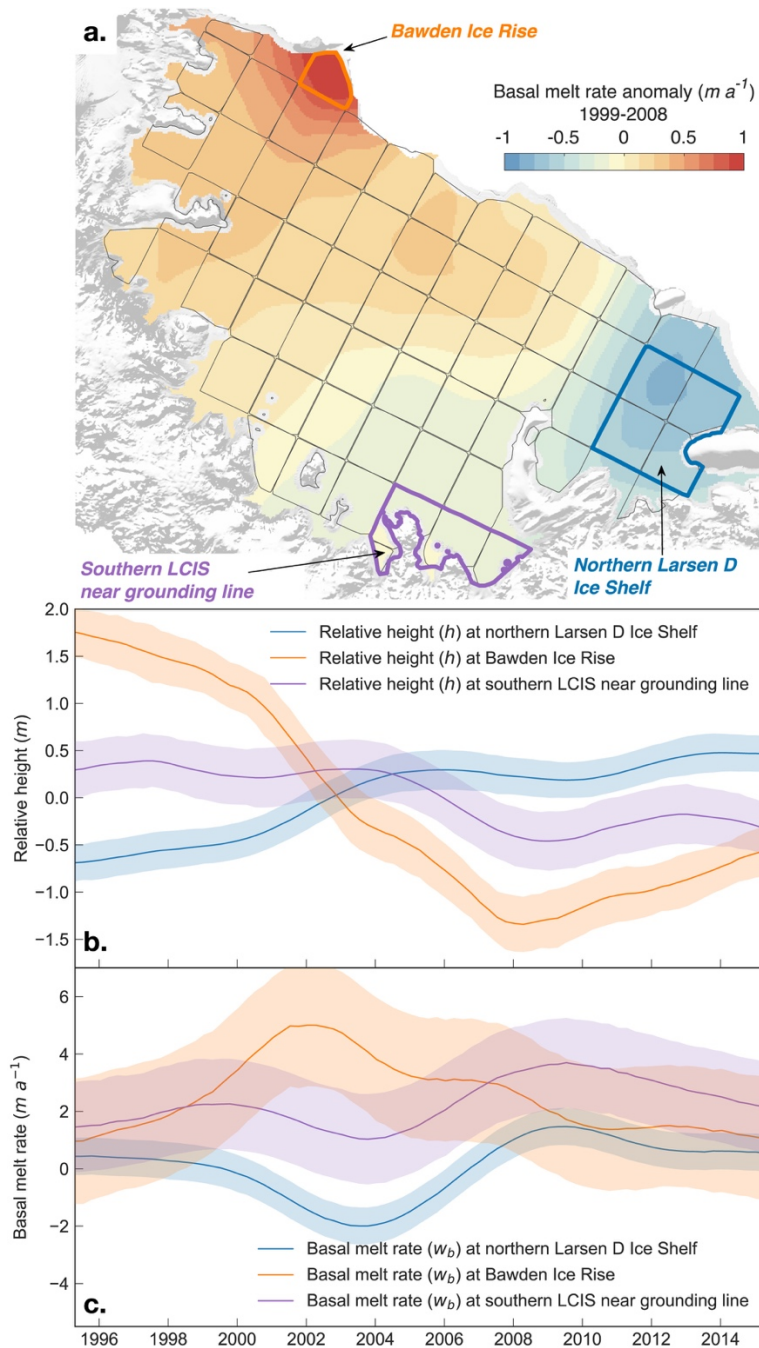 a.
Bawden Ice Rise
Basal melt rate anomaly (m a⁻¹)
1999-2008
-1 -0.5 0 0.5 1
Southern LCIS
near grounding line
Northern Larsen D
Ice Shelf
2.0
1.5
1.0
0.5
0.0
−0.5
−1.0
−1.5
Relative height (m)
Relative height (h) at northern Larsen D Ice Shelf
Relative height (h) at Bawden Ice Rise
Relative height (h) at southern LCIS near grounding line
b.
6
4
2
0
−2
−4
Basal melt rate (m a⁻¹)
Basal melt rate (w_b) at northern Larsen D Ice Shelf
Basal melt rate (w_b) at Bawden Ice Rise
Basal melt rate (w_b) at southern LCIS near grounding line
c.
1996 1998 2000 2002 2004 2006 2008 2010 2012 2014